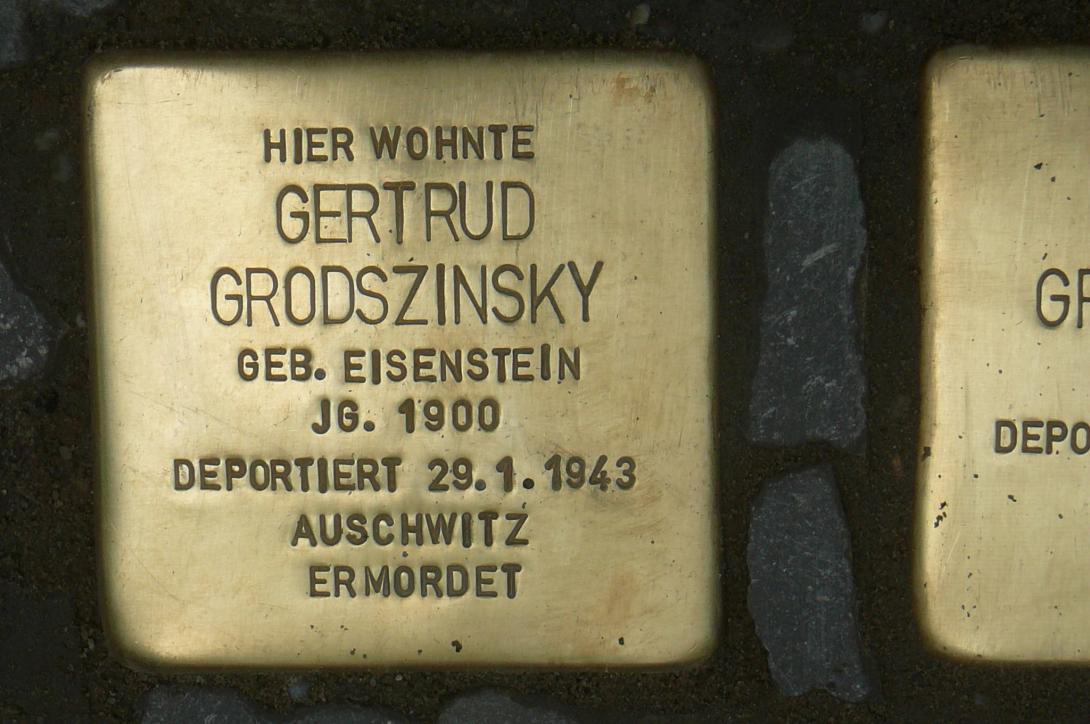 HIER WOHNTE
GERTRUD
GRODSZINSKY
GEB. EISENSTEIN
JG. 1900
DEPORTIERT 29.1.1943
AUSCHWITZ
ERMORDET